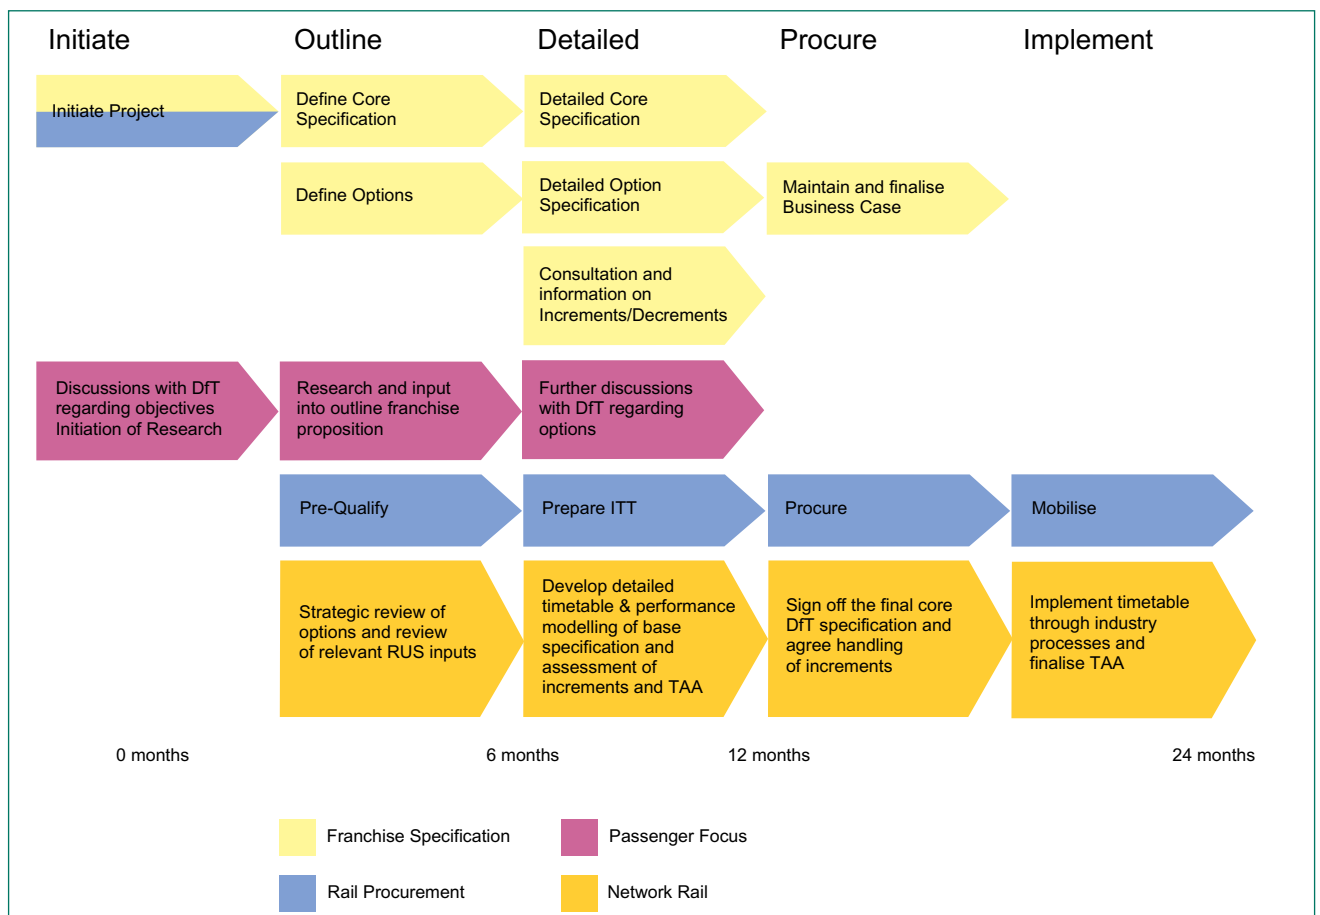 Initiate
Outline
Detailed
Procure
Implement
Initiate Project
Define Core
Specification
Detailed Core
Specification
Define Options
Detailed Option
Specification
Maintain and finalise
Business Case
Consultation and
information on
Increments/Decrements
Discussions with DfT
regarding objectives
Initiation of Research
Research and input
into outline franchise
proposition
Further discussions
with DfT regarding
options
Pre-Qualify
Prepare ITT
Procure
Mobilise
Strategic review of
options and review
of relevant RUS inputs
Develop detailed
timetable & performance
modelling of base
specification and
assessment of
increments and TAA
Sign off the final core
DfT specification and
agree handling
of increments
Implement timetable
through industry
processes and
finalise TAA
0 months
6 months
12 months
24 months
Franchise Specification
Passenger Focus
Rail Procurement
Network Rail